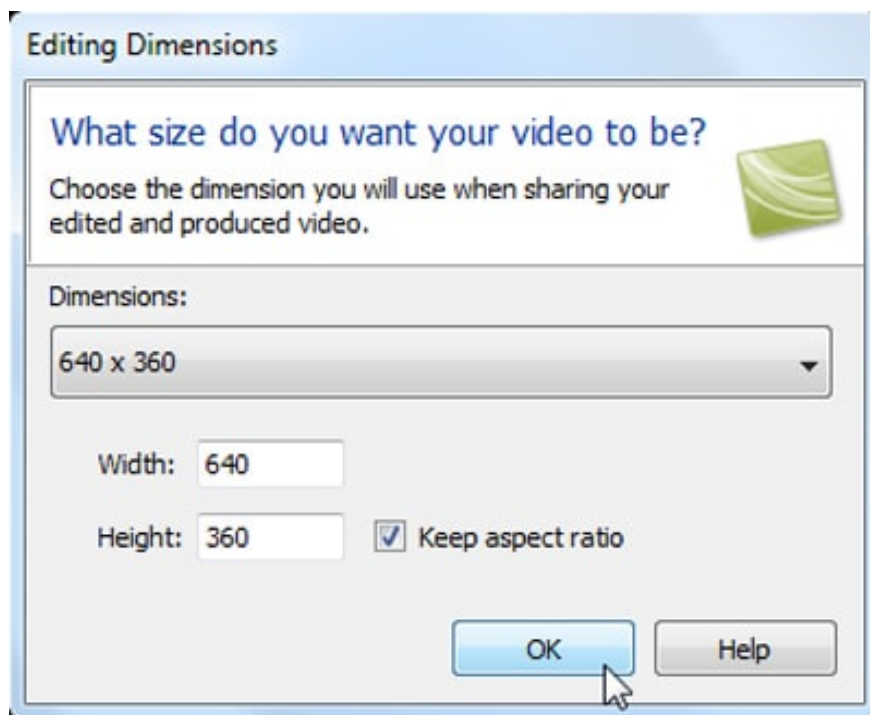 Editing Dimensions
What size do you want your video to be?
Choose the dimension you will use when sharing your
edited and produced video.
Dimensions:
640 x 360
Width: 640
Height: 360 Keep aspect ratio
OK Help